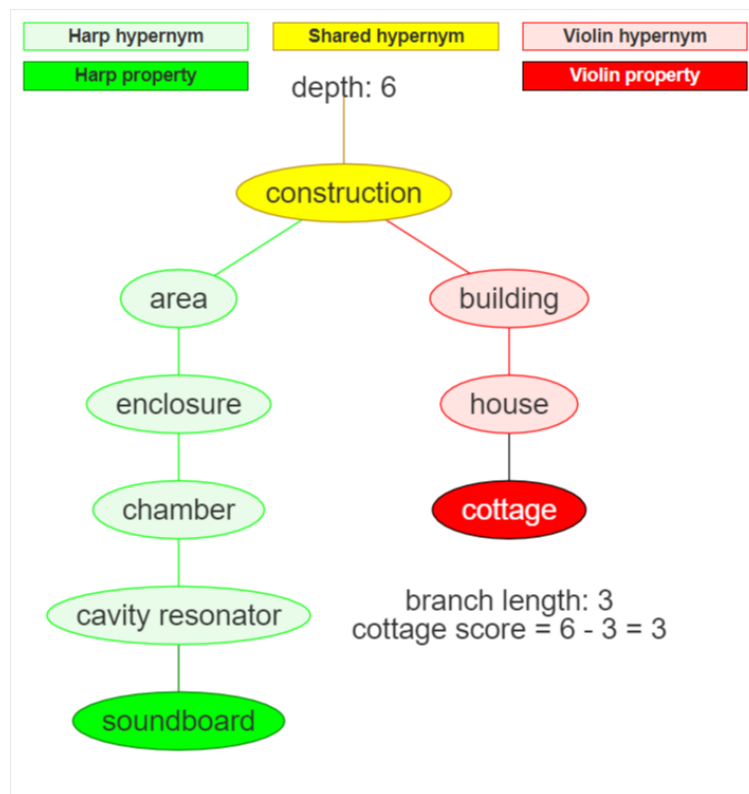 Harp hypernym
Shared hypernym
Violin hypernym
Harp property
Violin property
depth: 6
construction
area
building
enclosure
house
chamber
cottage
cavity resonator
branch length: 3
cottage score = 6 - 3 = 3
soundboard